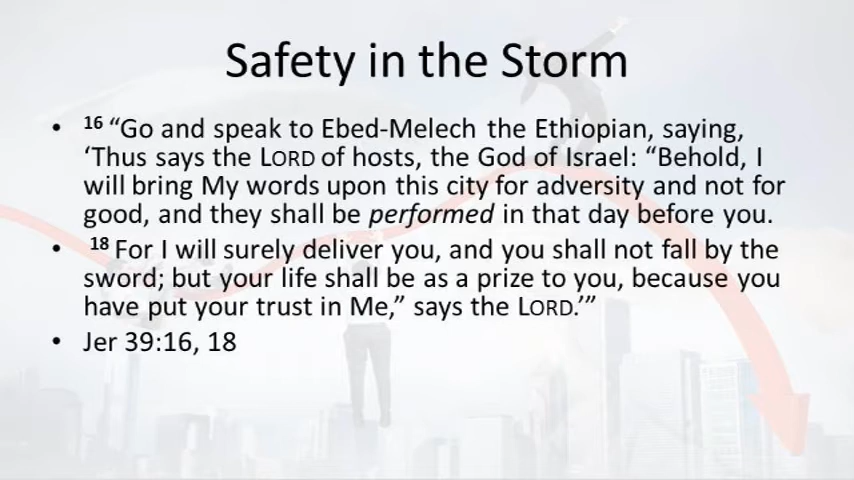 Safety in the Storm
• 16 “Go and speak to Ebed-Melech the Ethiopian, saying,
‘Thus says the LORD of hosts, the God of Israel: “Behold, I
will bring My words upon this city for adversity and not for
good, and they shall be performed in that day before you.
• 18 For I will surely deliver you, and you shall not fall by the
sword; but your life shall be as a prize to you, because you
have put your trust in Me,” says the LORD.’”
• Jer 39:16, 18